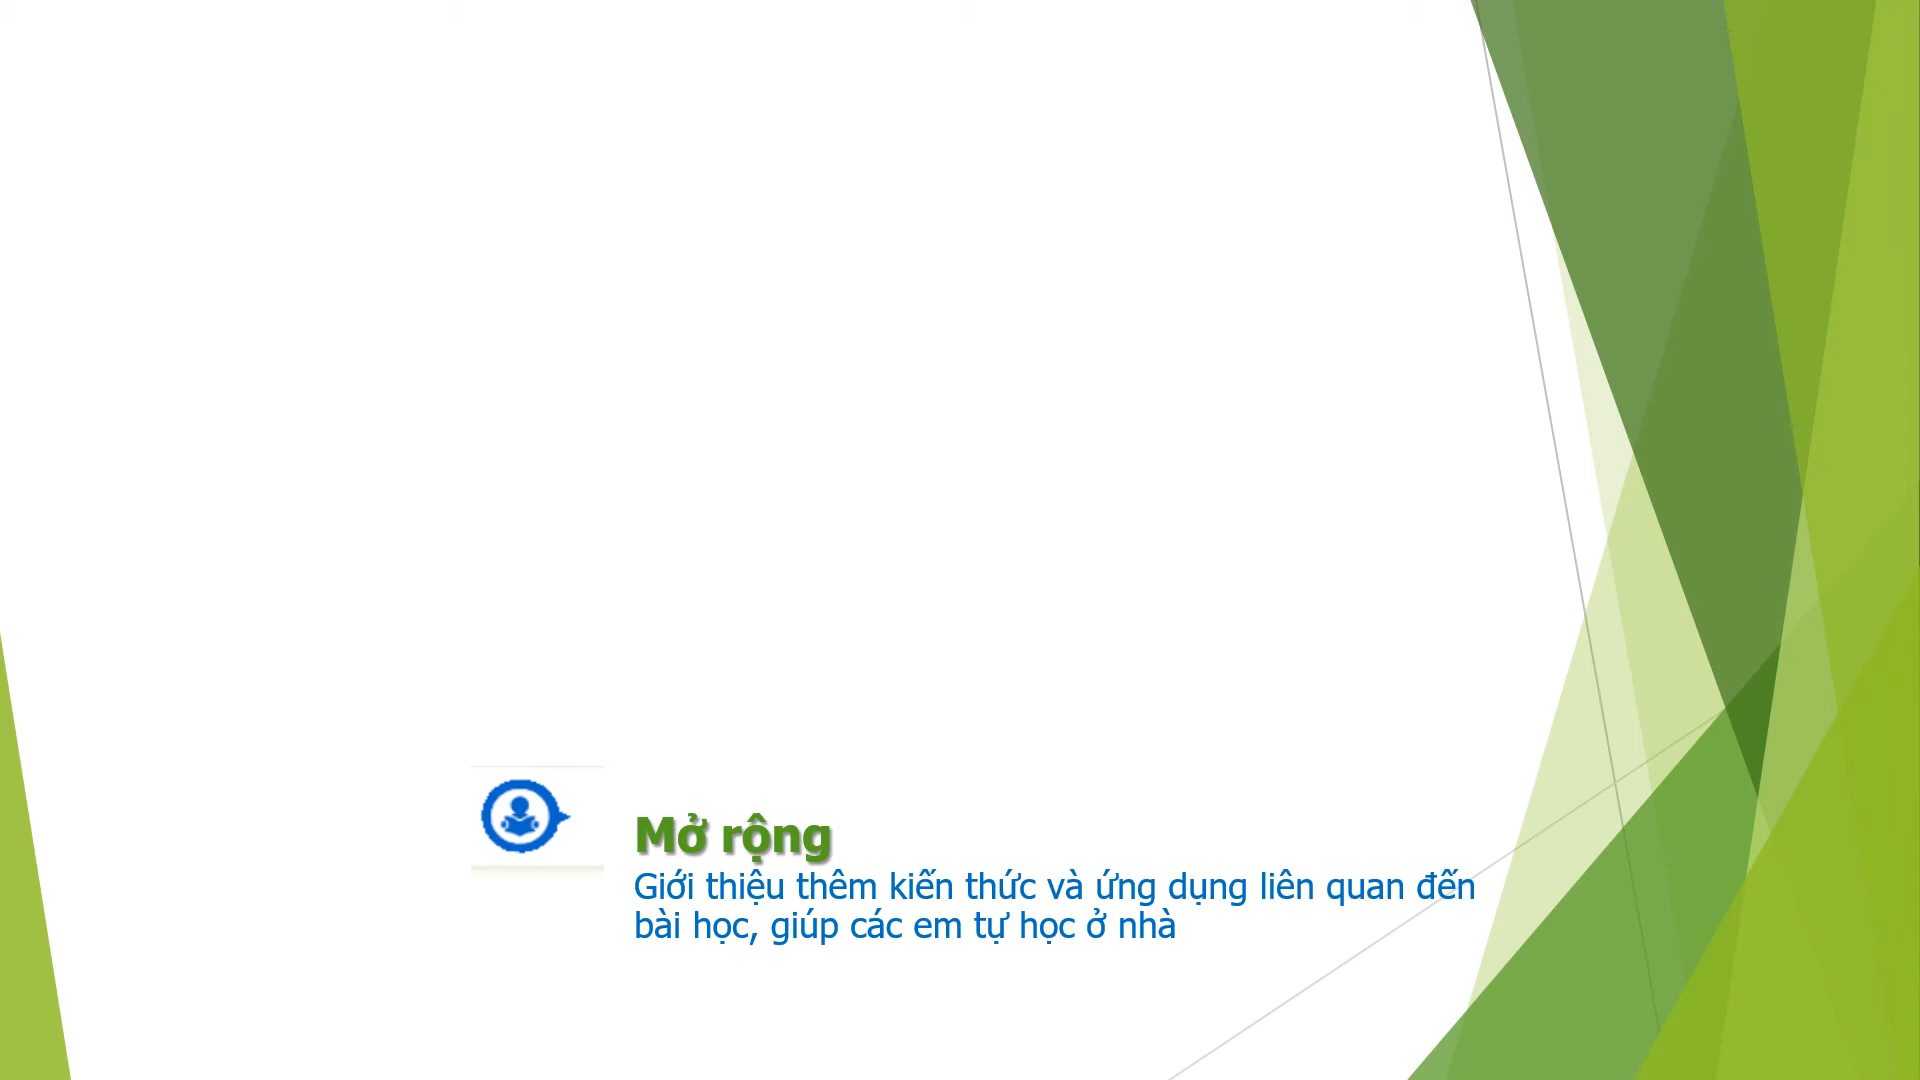 Mở rộng
Giới thiệu thêm kiến thức và ứng dụng liên quan đến
bài học, giúp các em tự học ở nhà